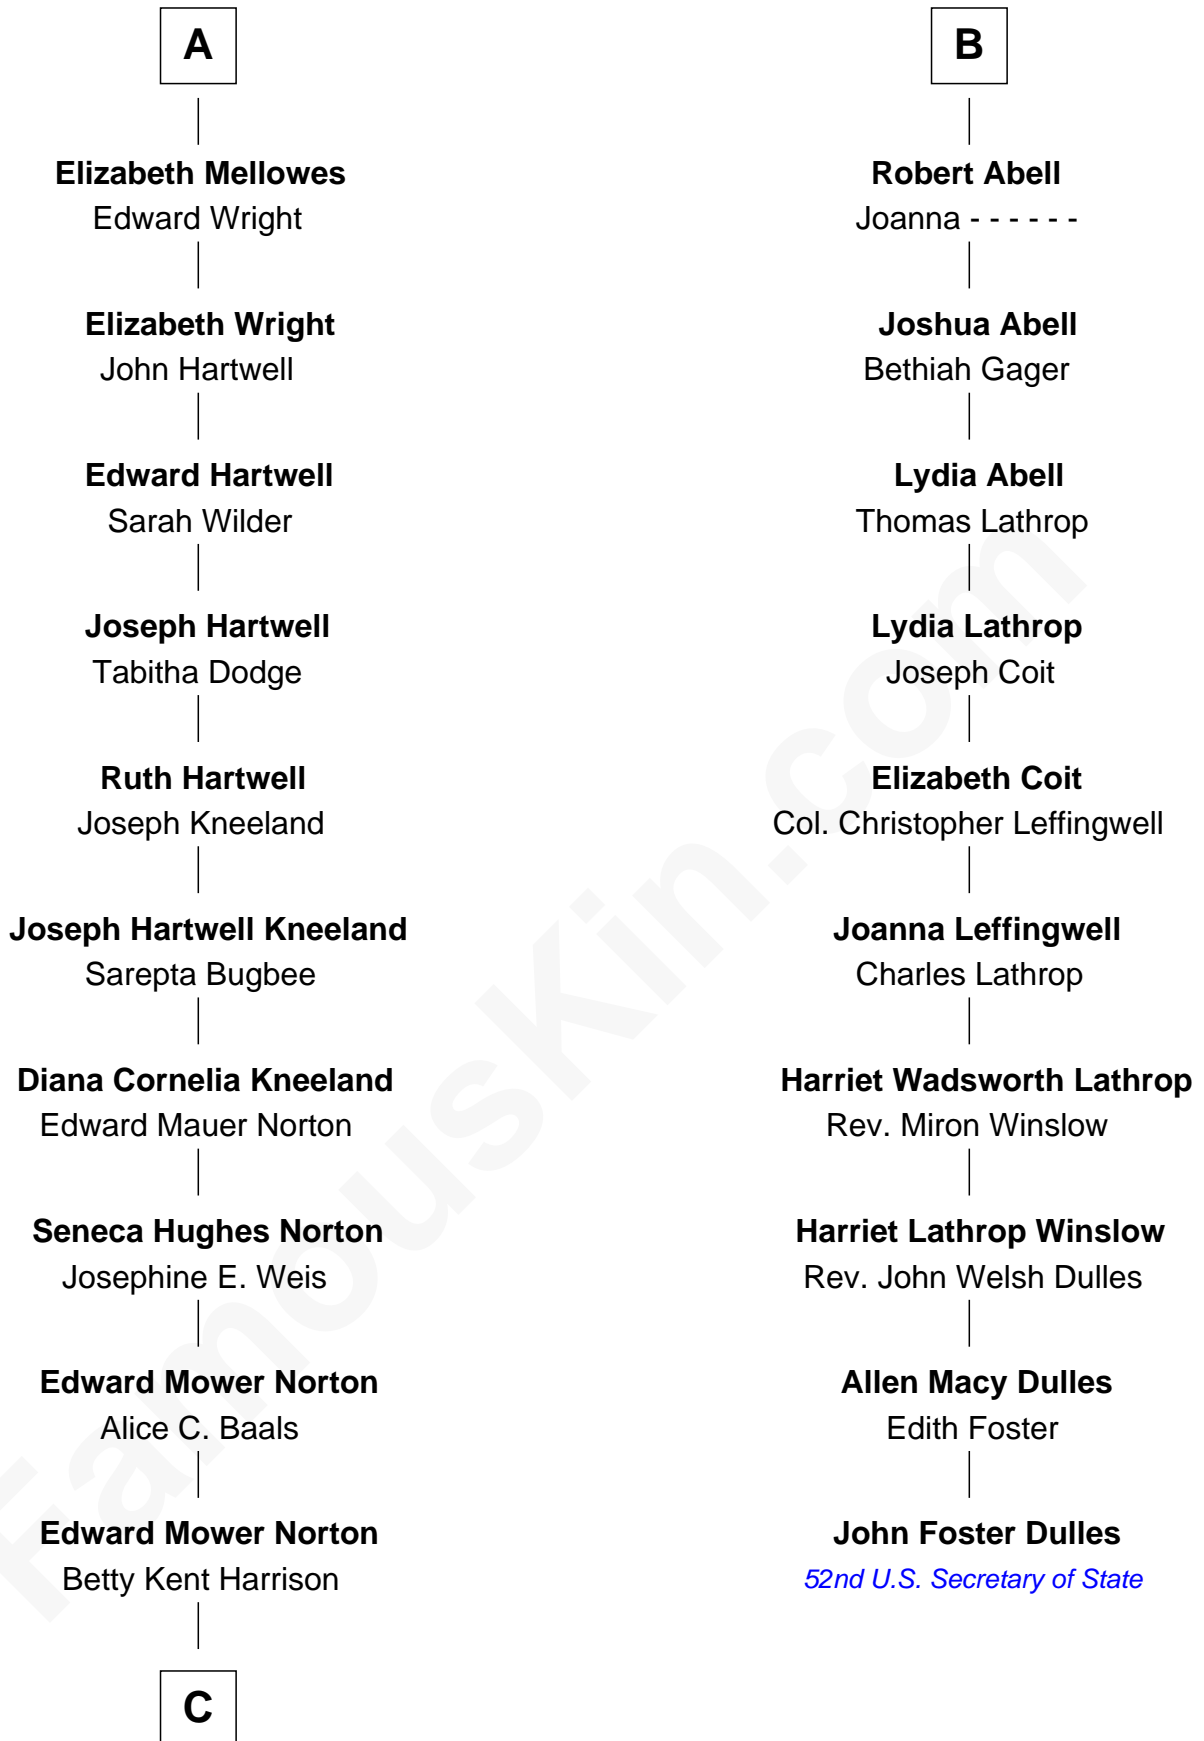 A
Elizabeth Mellowes
Edward Wright
Elizabeth Wright
John Hartwell
Edward Hartwell
Sarah Wilder
Joseph Hartwell
Tabitha Dodge
Ruth Hartwell
Joseph Kneeland
Joseph Hartwell Kneeland
Sarepta Bugbee
Diana Cornelia Kneeland
Edward Mauer Norton
Seneca Hughes Norton
Josephine E. Weis
Edward Mower Norton
Alice C. Baals
Edward Mower Norton
Betty Kent Harrison
C
B
Robert Abell
Joanna - - - - - -
Joshua Abell
Bethiah Gager
Lydia Abell
Thomas Lathrop
Lydia Lathrop
Joseph Coit
Elizabeth Coit
Col. Christopher Leffingwell
Joanna Leffingwell
Charles Lathrop
Harriet Wadsworth Lathrop
Rev. Miron Winslow
Harriet Lathrop Winslow
Rev. John Welsh Dulles
Allen Macy Dulles
Edith Foster
John Foster Dulles
52nd U.S. Secretary of State
FamousKin.com